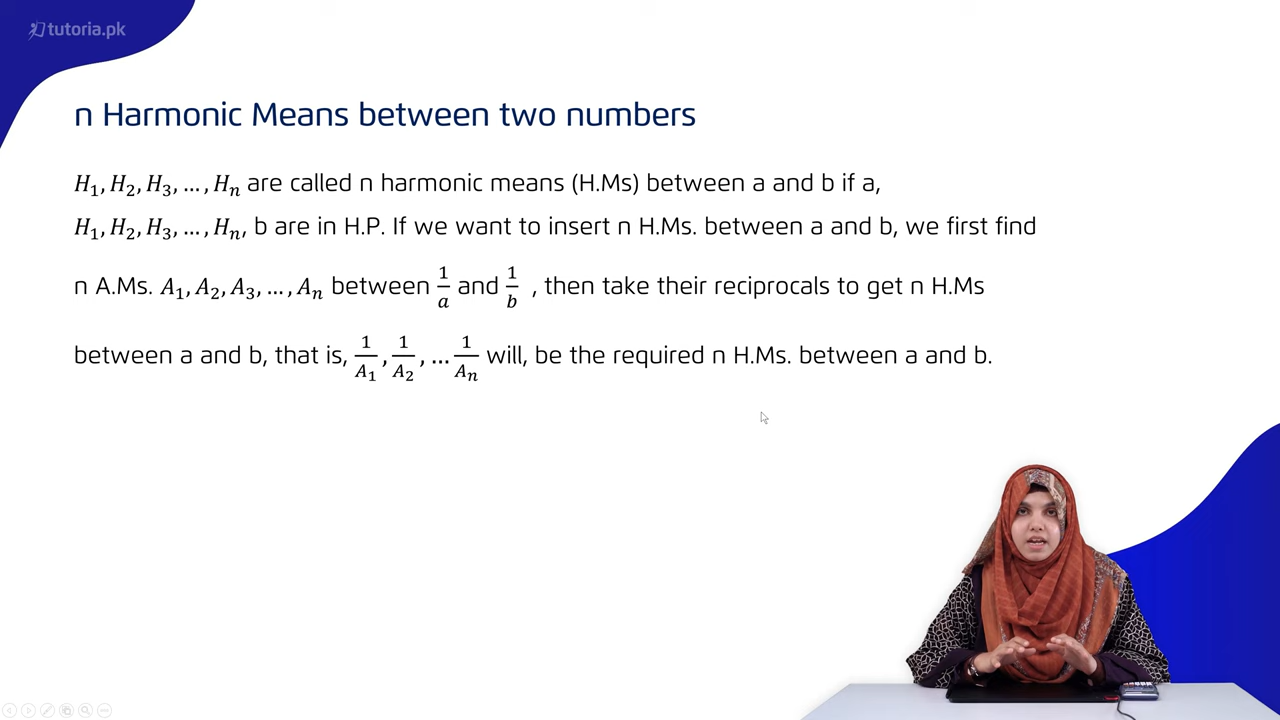 tutoria.pk
n Harmonic Means between two numbers
H₁, H₂, H₃, ... , Hₙ are called n harmonic means (H.Ms) between a and b if a,
H₁, H₂, H₃, ... , Hₙ, b are in H.P. If we want to insert n H.Ms. between a and b, we first find
n A.Ms. A₁, A₂, A₃, ... , Aₙ between 1/a and 1/b , then take their reciprocals to get n H.Ms
between a and b, that is, 1/A₁ , 1/A₂ , ... 1/Aₙ will, be the required n H.Ms. between a and b.